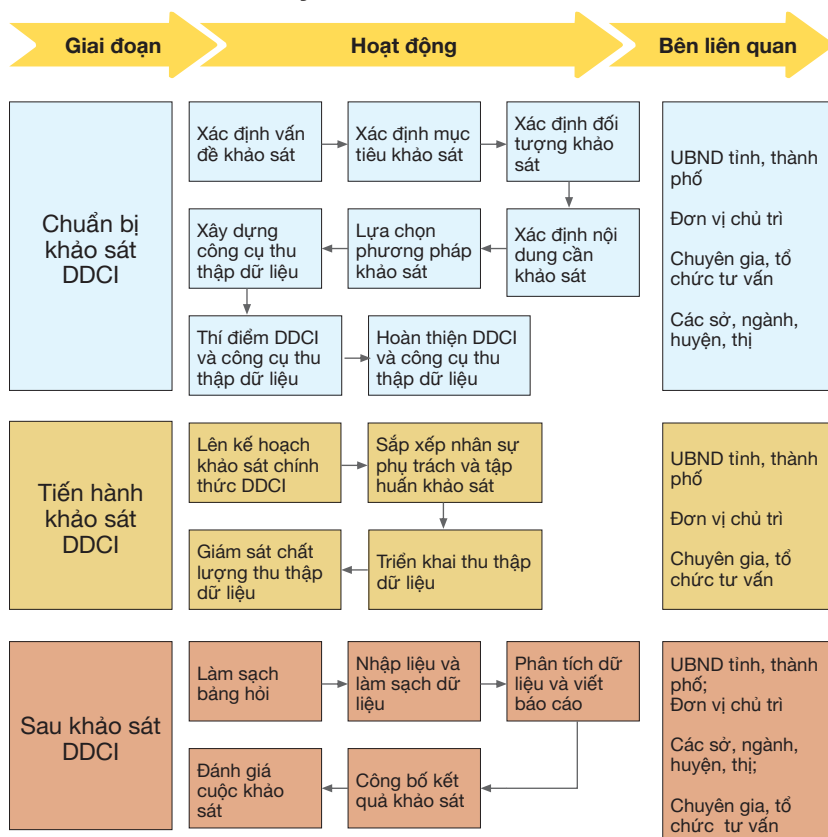 Giai đoạn
Hoạt động
Bên liên quan
Chuẩn bị
khảo sát
DDCI
Xác định vấn
đề khảo sát
Xác định mục
tiêu khảo sát
Xác định đối
tượng khảo
sát
Xác định nội
dung cần
khảo sát
Lựa chọn
phương pháp
khảo sát
Xây dựng
công cụ thu
thập dữ liệu
Thí điểm DDCI
và công cụ thu
thập dữ liệu
Hoàn thiện DDCI
và công cụ thu
thập dữ liệu
UBND tỉnh, thành
phố
Đơn vị chủ trì
Chuyên gia, tổ
chức tư vấn
Các sở, ngành,
huyện, thị
Tiến hành
khảo sát
DDCI
Lên kế hoạch
khảo sát chính
thức DDCI
Sắp xếp nhân sự
phụ trách và tập
huấn khảo sát
Triển khai thu thập
dữ liệu
Giám sát chất
lượng thu thập
dữ liệu
UBND tỉnh, thành
phố
Đơn vị chủ trì
Chuyên gia, tổ
chức tư vấn
Sau khảo sát
DDCI
Làm sạch
bảng hỏi
Nhập liệu và
làm sạch dữ
liệu
Phân tích dữ
liệu và viết
báo cáo
Công bố kết
quả khảo sát
Đánh giá
cuộc khảo
sát
UBND tỉnh, thành
phố;
Đơn vị chủ trì
Các sở, ngành,
huyện, thị;
Chuyên gia, tổ
chức tư vấn